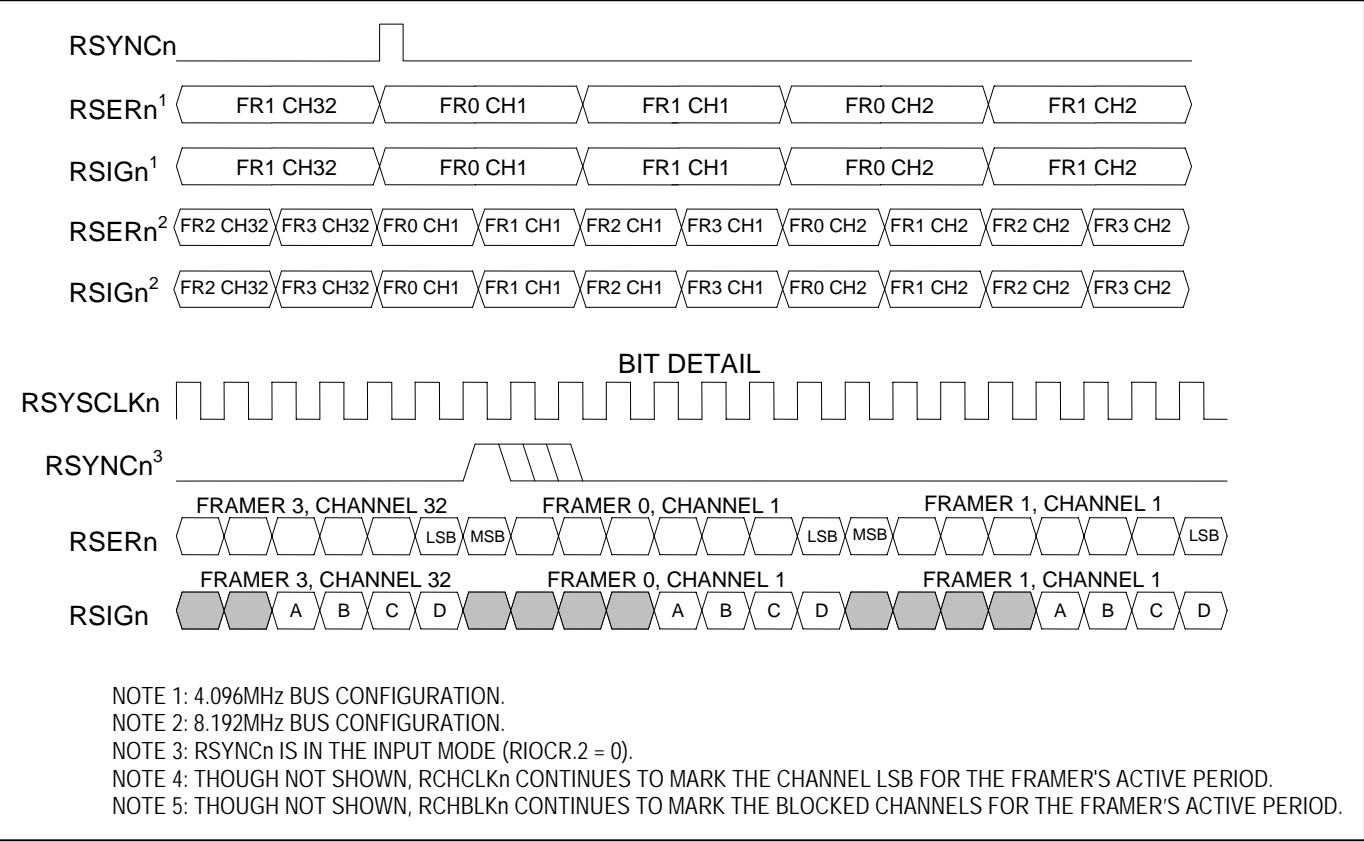 RSYNCn
RSERn1 FR1 CH32 FR0 CH1 FR1 CH1 FR0 CH2 FR1 CH2
RSIGn1 FR1 CH32 FR0 CH1 FR1 CH1 FR0 CH2 FR1 CH2
RSERn2 FR2 CH32 FR3 CH32 FR0 CH1 FR1 CH1 FR2 CH1 FR3 CH1 FR0 CH2 FR1 CH2 FR2 CH2 FR3 CH2
RSIGn2 FR2 CH32 FR3 CH32 FR0 CH1 FR1 CH1 FR2 CH1 FR3 CH1 FR0 CH2 FR1 CH2 FR2 CH2 FR3 CH2
BIT DETAIL
RSYSCLKn
RSYNCn3
FRAMER 3, CHANNEL 32 FRAMER 0, CHANNEL 1 FRAMER 1, CHANNEL 1
RSERn LSB MSB LSB MSB LSB
FRAMER 3, CHANNEL 32 FRAMER 0, CHANNEL 1 FRAMER 1, CHANNEL 1
RSIGn A B C D A B C D A B C D
NOTE 1: 4.096MHz BUS CONFIGURATION.
NOTE 2: 8.192MHz BUS CONFIGURATION.
NOTE 3: RSYNCn IS IN THE INPUT MODE (RIOCR.2 = 0).
NOTE 4: THOUGH NOT SHOWN, RCHCLKn CONTINUES TO MARK THE CHANNEL LSB FOR THE FRAMER'S ACTIVE PERIOD.
NOTE 5: THOUGH NOT SHOWN, RCHBLKn CONTINUES TO MARK THE BLOCKED CHANNELS FOR THE FRAMER’S ACTIVE PERIOD.